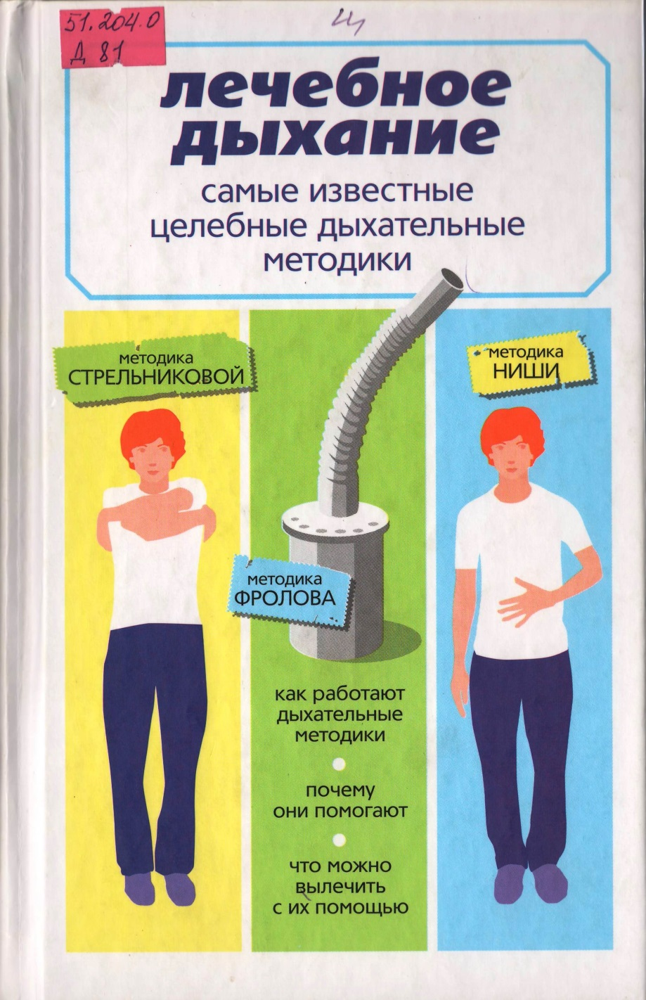 51.204.0
Д 81
лечебное
дыхание
самые известные
целебные дыхательные
методики
методика
СТРЕЛЬНИКОВОЙ
методика
НИШИ
методика
ФРОЛОВА
как работают
дыхательные
методики
почему
они помогают
что можно
вылечить
с их помощью